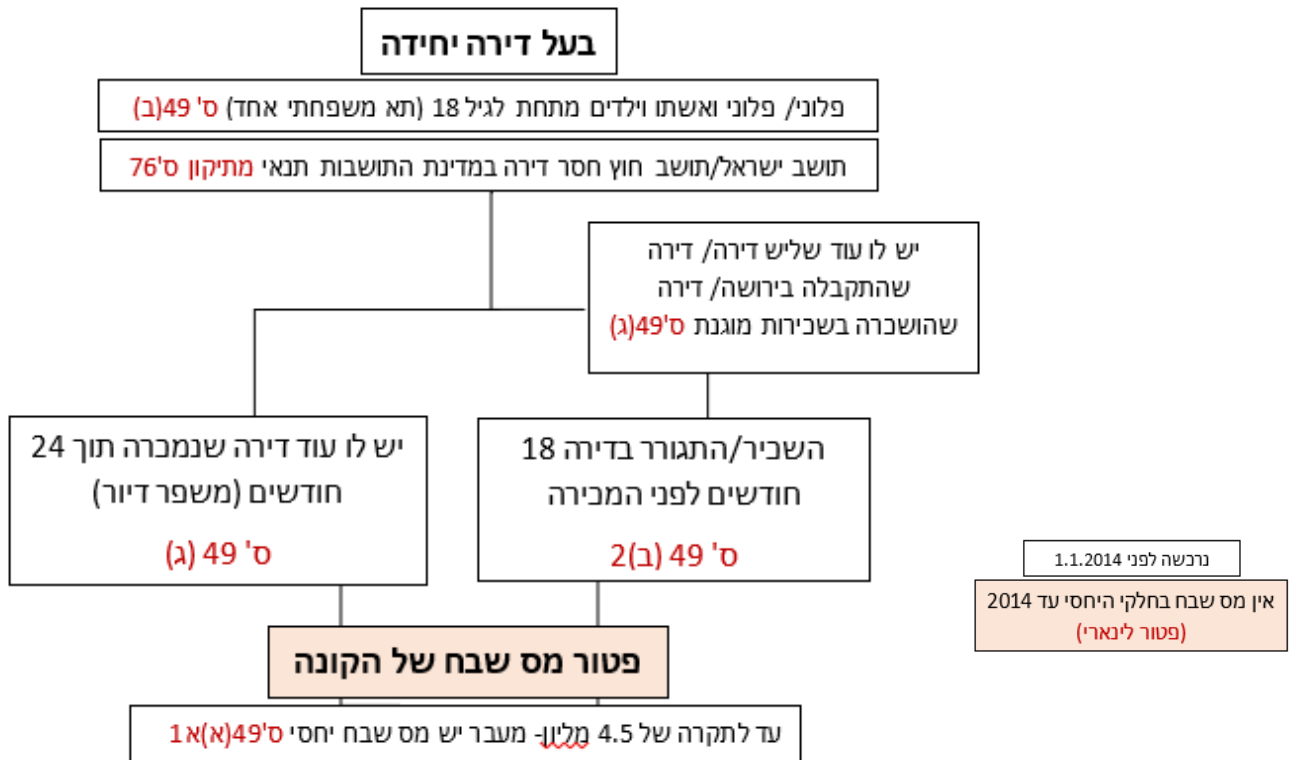 בעל דירה יחידה
פלוני/ פלוני ואשתו וילדים מתחת לגיל 18 (תא משפחתי אחד) ס' 49(ב)
תושב ישראל/תושב חוץ חסר דירה במדינת התושבות תנאי מתיקון ס'76
יש לו עוד שליש דירה/ דירה
שהתקבלה בירושה/ דירה
שהושכרה בשכירות מוגנת ס'49(ג)
השכיר/התגורר בדירה 18
חודשים לפני המכירה
ס' 49 (ב)2
יש לו עוד דירה שנמכרה תוך 24
חודשים (משפר דיור)
ס' 49 (ג)
פטור מס שבח של הקונה
עד לתקרה של 4.5 מליון- מעבר יש מס שבח יחסי ס'49(א)א1
נרכשה לפני 1.1.2014
אין מס שבח בחלקי היחסי עד 2014
(פטור לינארי)